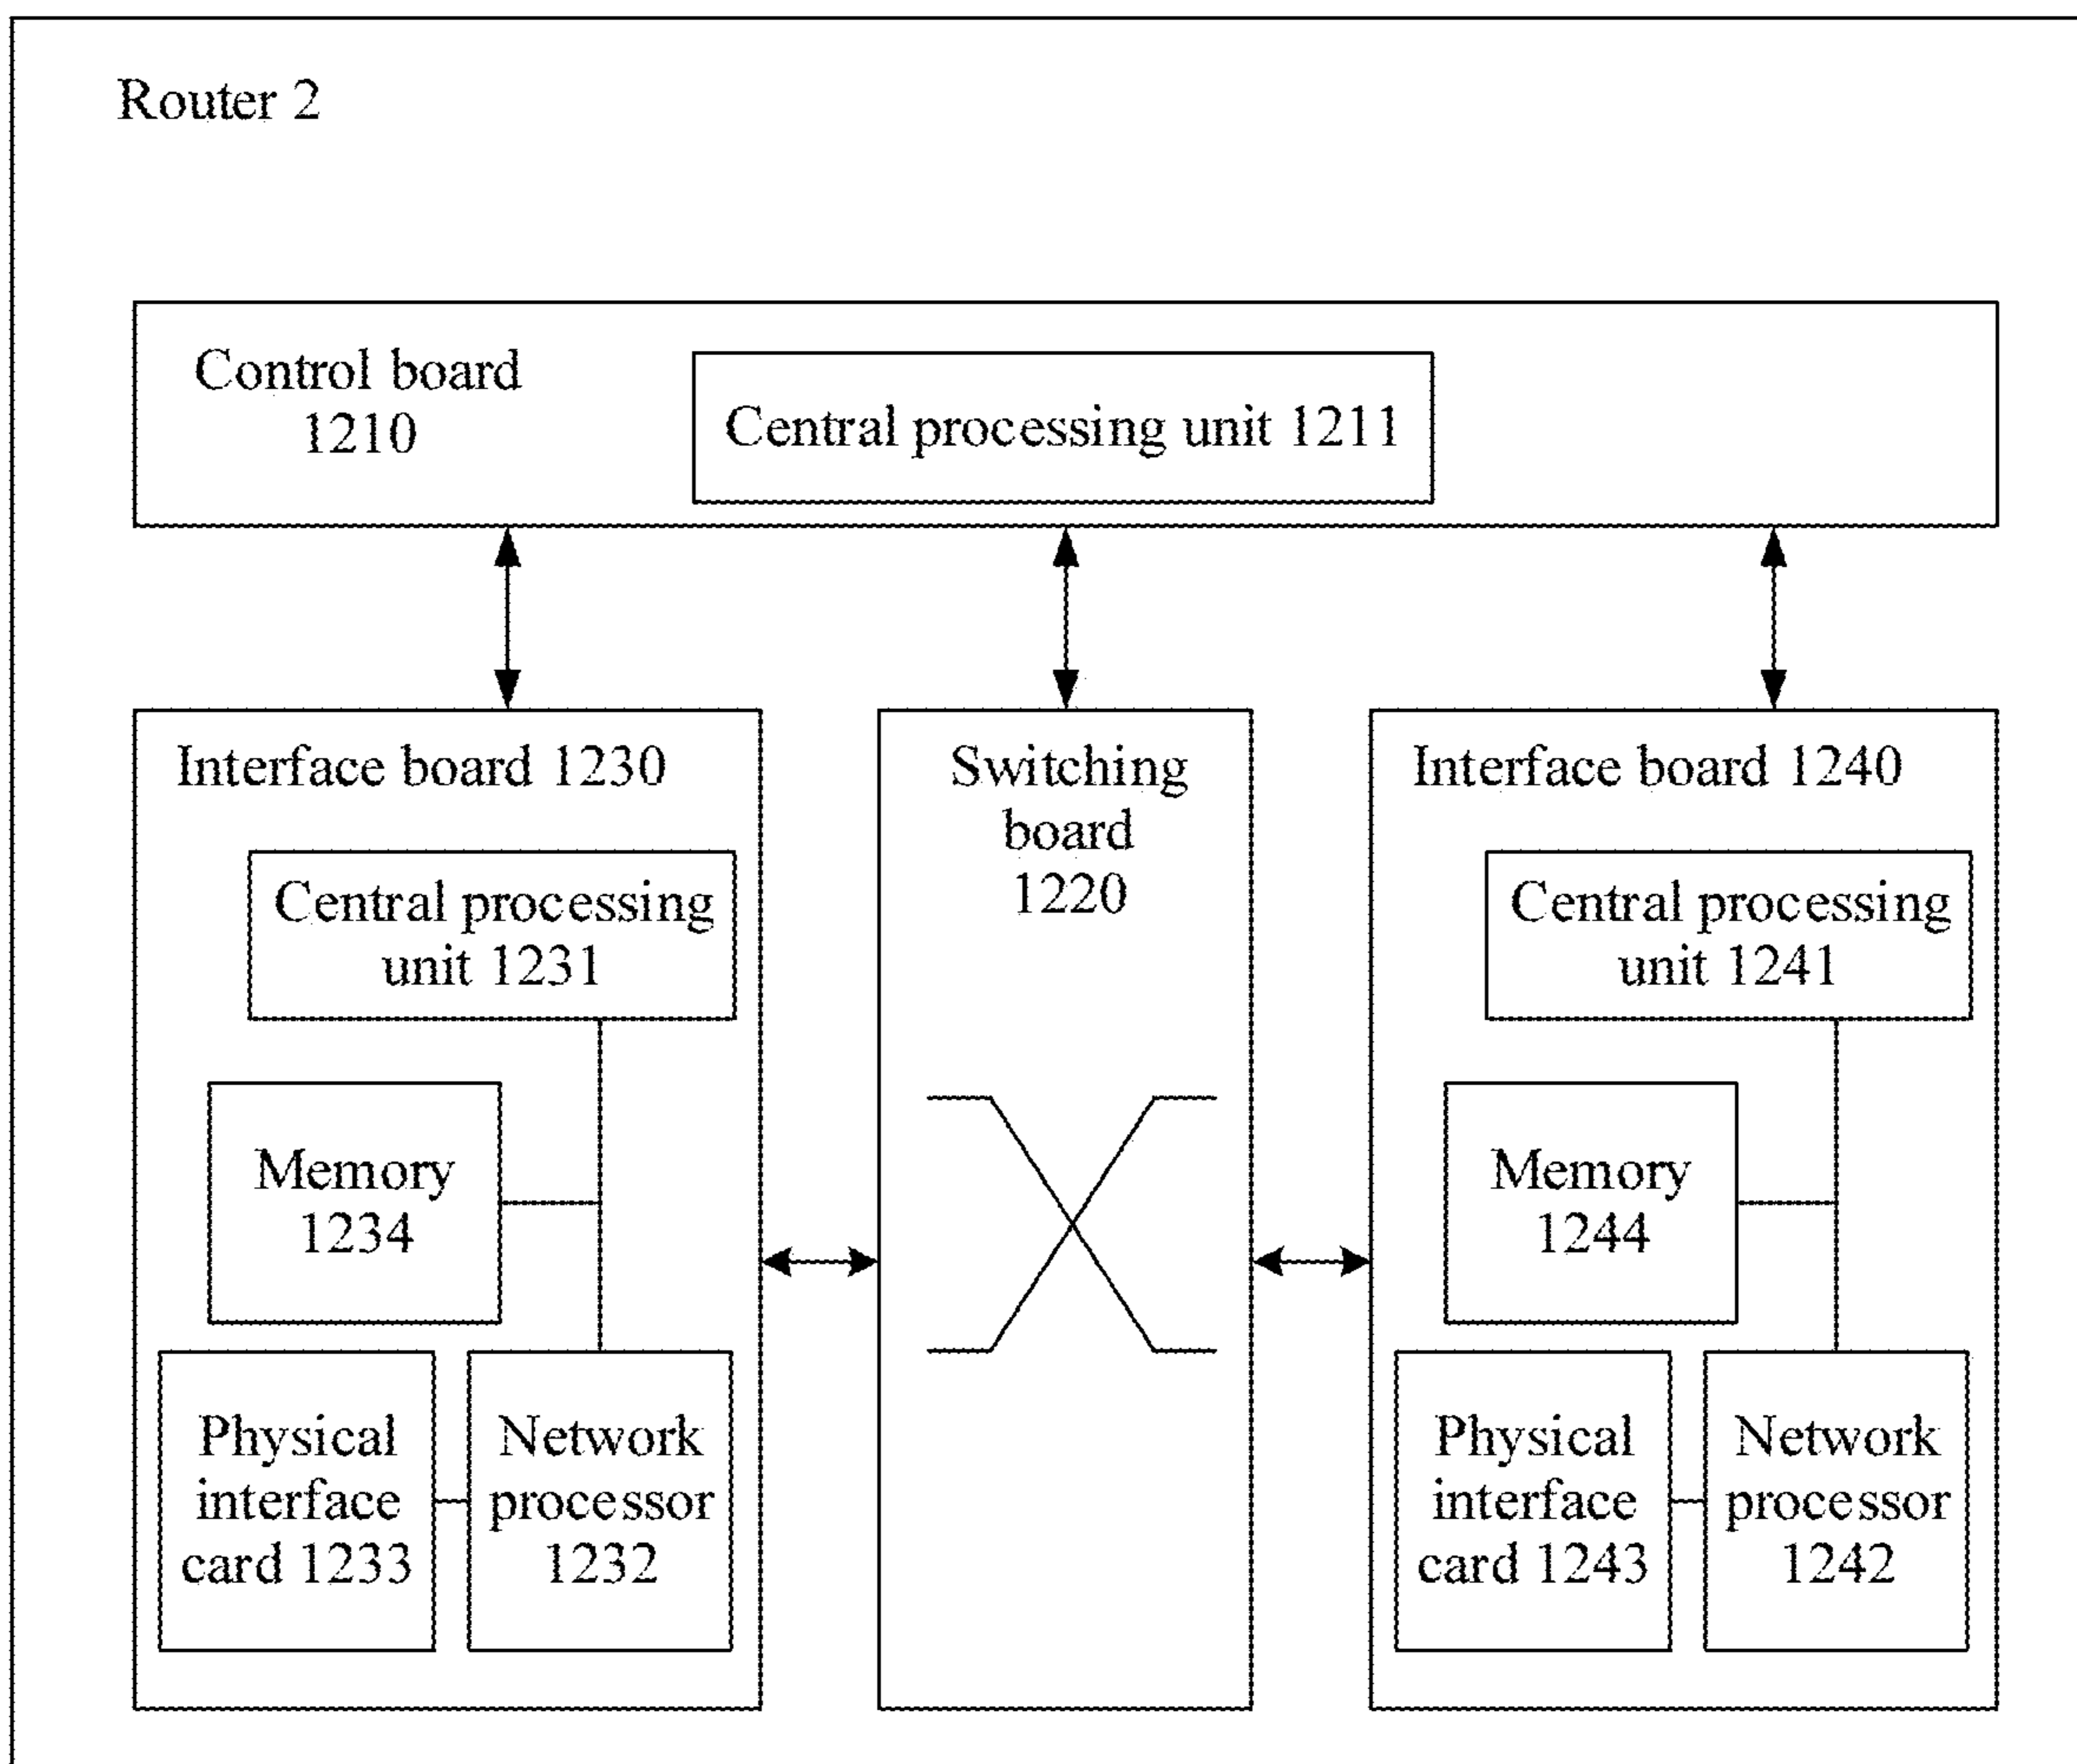 Router 2
Control board
1210
Central processing unit 1211
Interface board 1230
Central processing
unit 1231
Memory
1234
Physical
interface
card 1233
Network
processor
1232
Switching
board
1220
Interface board 1240
Central processing
unit 1241
Memory
1244
Physical
interface
card 1243
Network
processor
1242